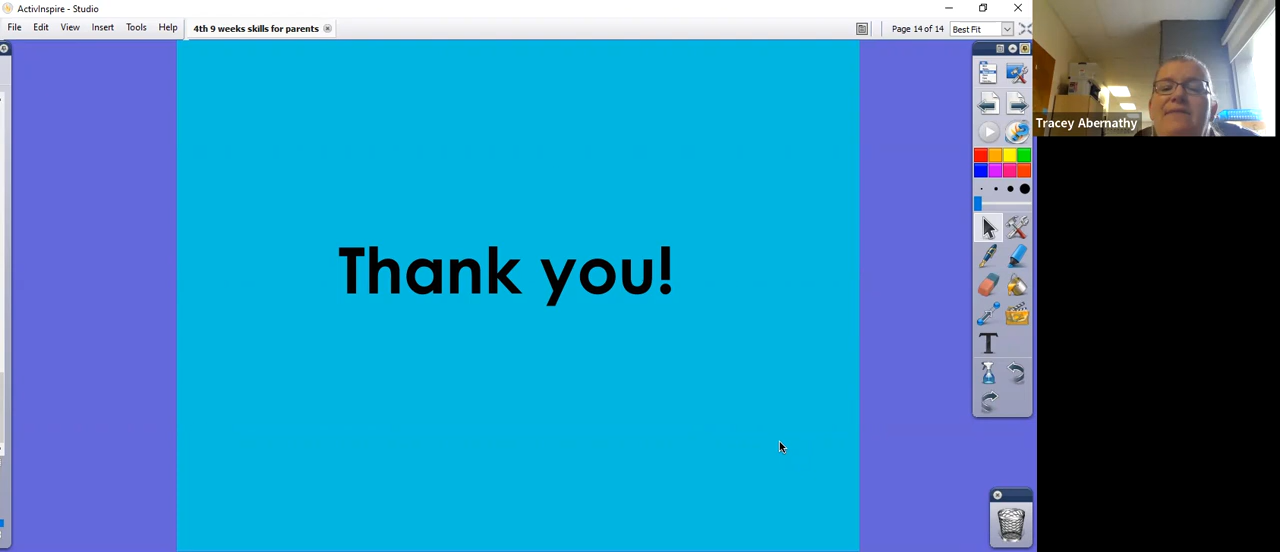 ActivInspire - Studio
File Edit View Insert Tools Help
4th 9 weeks skills for parents
Page 14 of 14
Best Fit
Tracey Abernathy
Thank you!
T